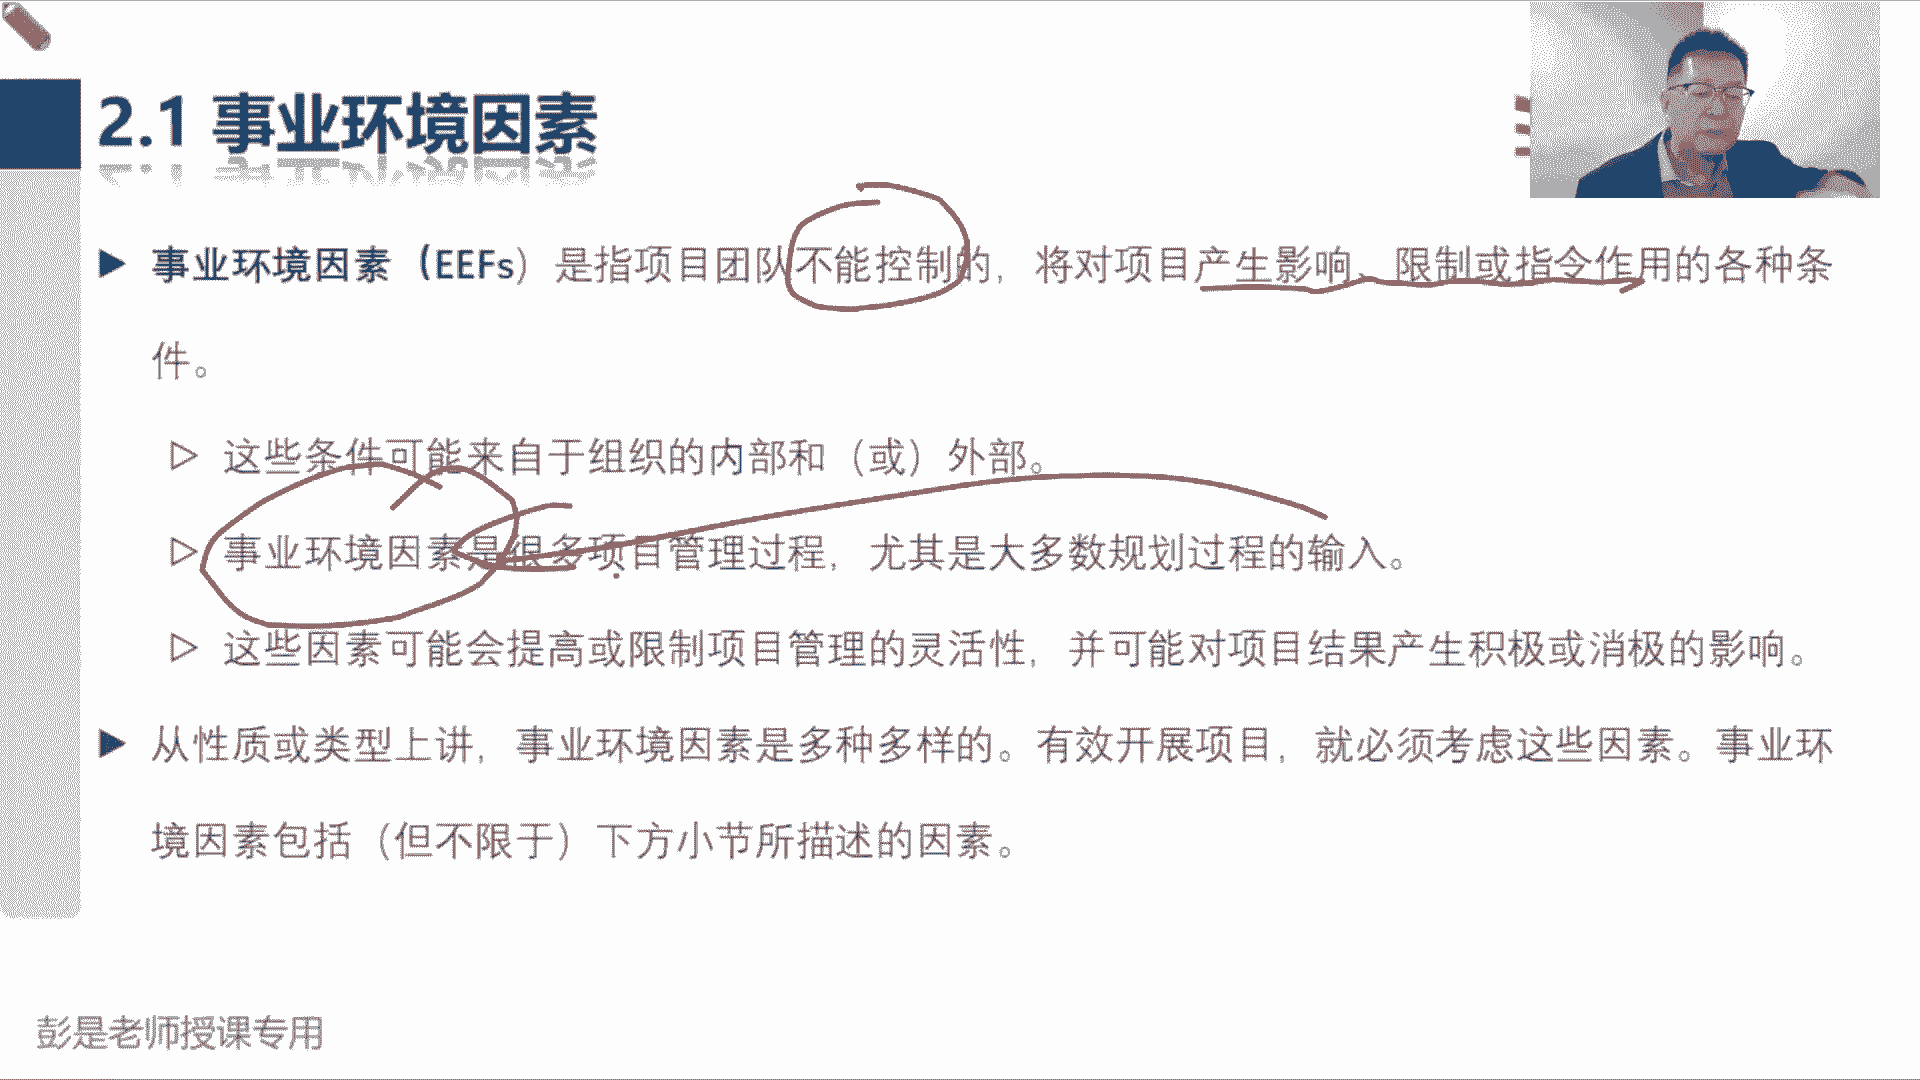 2.1 事业环境因素
事业环境因素（EEFs）是指项目团队不能控制的，将对项目产生影响、限制或指令作用的各种条
件。
这些条件可能来自于组织的内部和（或）外部。
事业环境因素是很多项目管理过程，尤其是大多数规划过程的输入。
这些因素可能会提高或限制项目管理的灵活性，并可能对项目结果产生积极或消极的影响。
从性质或类型上讲，事业环境因素是多种多样的。有效开展项目，就必须考虑这些因素。事业环
境因素包括（但不限于）下方小节所描述的因素。
彭是老师授课专用